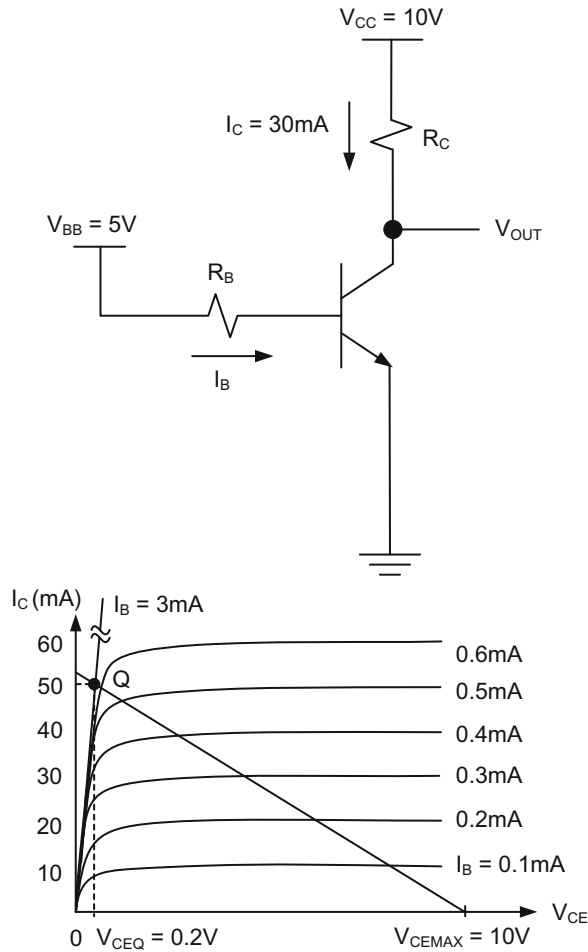 V_CC = 10V
I_C = 30mA
R_C
V_BB = 5V
V_OUT
R_B
I_B
I_C (mA)
I_B = 3mA
60
0.6mA
50
Q
0.5mA
40
0.4mA
30
0.3mA
20
0.2mA
10
I_B = 0.1mA
V_CE
0
V_CEQ = 0.2V
V_CEMAX = 10V